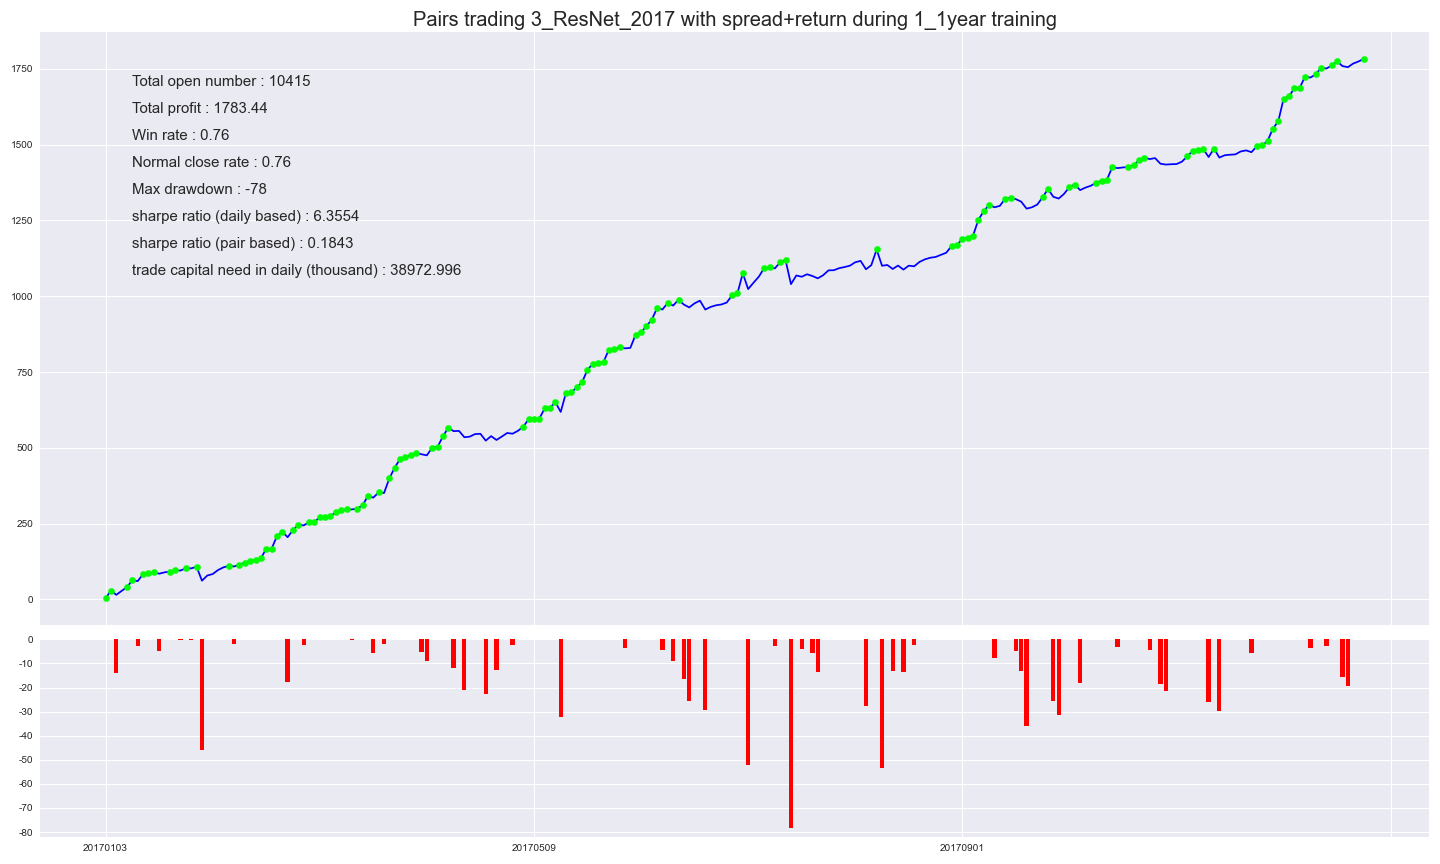 Pairs trading 3_ResNet_2017 with spread+return during 1_1year training
1750
1500
1250
1000
750
500
250
0
Total open number : 10415
Total profit : 1783.44
Win rate : 0.76
Normal close rate : 0.76
Max drawdown : -78
sharpe ratio (daily based) : 6.3554
sharpe ratio (pair based) : 0.1843
trade capital need in daily (thousand) : 38972.996
0
-10
-20
-30
-40
-50
-60
-70
-80
20170103
20170509
20170901